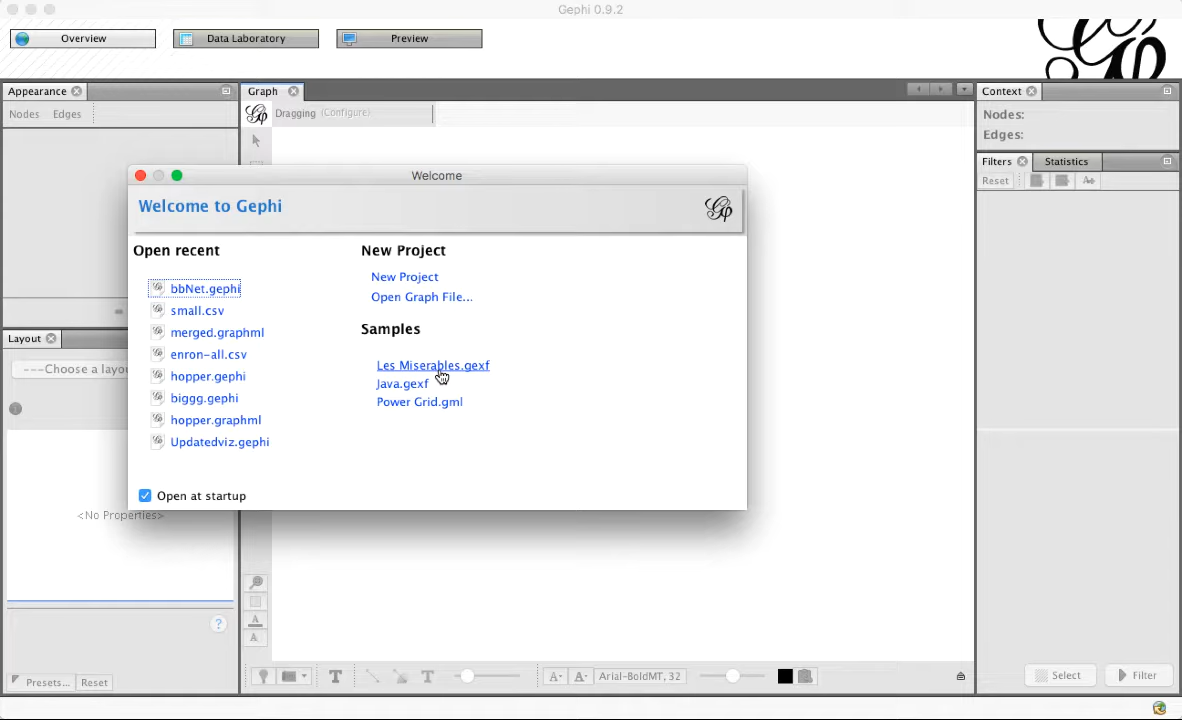 Gephi 0.9.2
Overview
Data Laboratory
Preview
Appearance
Nodes Edges
Graph
Dragging (Configure)
Context
Nodes:
Edges:
Filters Statistics
Reset
Welcome
Welcome to Gephi
Open recent
bbNet.gephi
small.csv
merged.graphml
enron-all.csv
hopper.gephi
biggg.gephi
hopper.graphml
Updatedviz.gephi
New Project
New Project
Open Graph File...
Samples
Les Miserables.gexf
Java.gexf
Power Grid.gml
Open at startup
Layout
---Choose a layou
<No Properties>
?
Presets... Reset
T
T
A-
A-
Arial-BoldMT, 32
Select
Filter